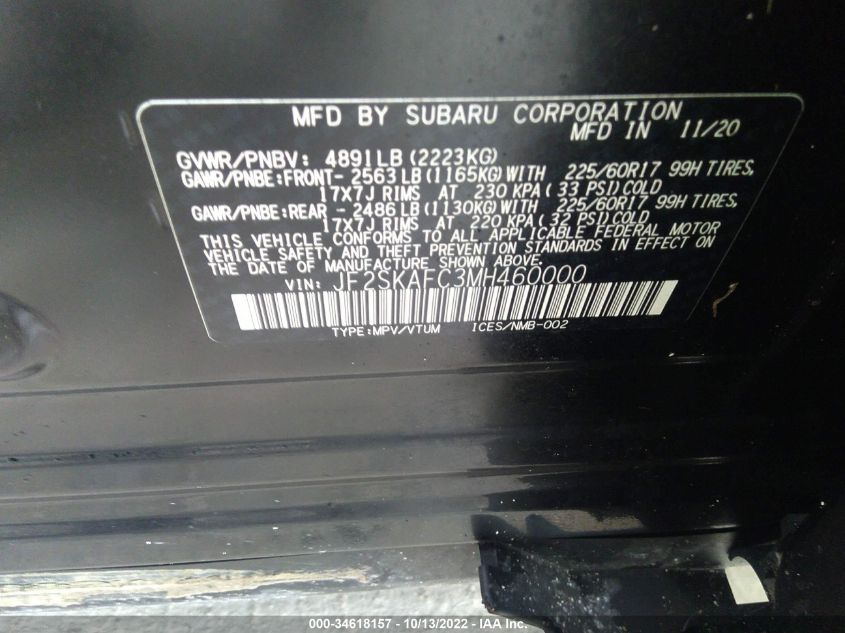 MFD BY SUBARU CORPORATION
MFD IN 11/20
GVWR/PNBV: 4891LB (2223KG)
GAWR/PNBE:FRONT- 2563 LB (1165KG) WITH 225/60R17 99H TIRES,
17X7J RIMS AT 230 KPA ( 33 PSI) COLD
GAWR/PNBE:REAR - 2486 LB (1130KG) WITH 225/60R17 99H TIRES,
17X7J RIMS AT 220 KPA ( 32 PSI) COLD
THIS VEHICLE CONFORMS TO ALL APPLICABLE FEDERAL MOTOR
VEHICLE SAFETY AND THEFT PREVENTION STANDARDS IN EFFECT ON
THE DATE OF MANUFACTURE SHOWN ABOVE.
VIN: JF2SKAFC3MH460000
TYPE:MPV/VTUM ICES/NMB-002
000-34618157 - 10/13/2022 - IAA Inc.